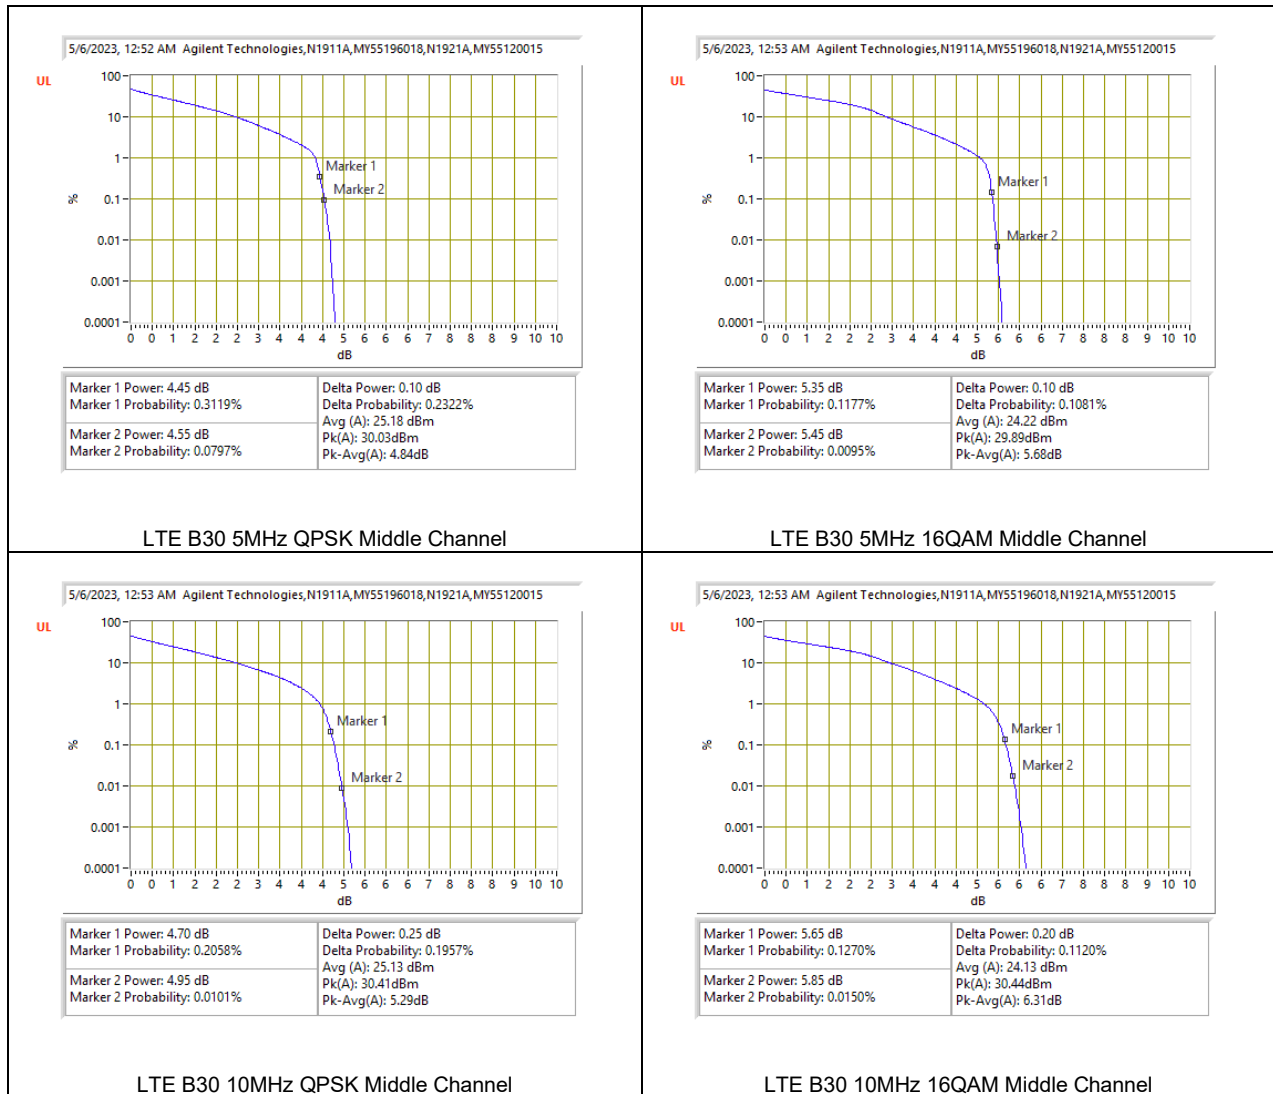 5/6/2023, 12:52 AM Agilent Technologies,N1911A,MY55196018,N1921A,MY55120015
UL
100
10
1
0.1
0.01
0.001
0.0001
%
Marker 1
Marker 2
0 0 1 2 2 2 3 4 4 4 5 6 6 6 7 8 8 8 9 10 10
dB
Marker 1 Power: 4.45 dB
Marker 1 Probability: 0.3119%
Marker 2 Power: 4.55 dB
Marker 2 Probability: 0.0797%
Delta Power: 0.10 dB
Delta Probability: 0.2322%
Avg (A): 25.18 dBm
Pk(A): 30.03dBm
Pk-Avg(A): 4.84dB
LTE B30 5MHz QPSK Middle Channel
5/6/2023, 12:53 AM Agilent Technologies,N1911A,MY55196018,N1921A,MY55120015
UL
100
10
1
0.1
0.01
0.001
0.0001
%
Marker 1
Marker 2
0 0 1 2 2 2 3 4 4 4 5 6 6 6 7 8 8 8 9 10 10
dB
Marker 1 Power: 5.35 dB
Marker 1 Probability: 0.1177%
Marker 2 Power: 5.45 dB
Marker 2 Probability: 0.0095%
Delta Power: 0.10 dB
Delta Probability: 0.1081%
Avg (A): 24.22 dBm
Pk(A): 29.89dBm
Pk-Avg(A): 5.68dB
LTE B30 5MHz 16QAM Middle Channel
5/6/2023, 12:53 AM Agilent Technologies,N1911A,MY55196018,N1921A,MY55120015
UL
100
10
1
0.1
0.01
0.001
0.0001
%
Marker 1
Marker 2
0 0 1 2 2 2 3 4 4 4 5 6 6 6 7 8 8 8 9 10 10
dB
Marker 1 Power: 4.70 dB
Marker 1 Probability: 0.2058%
Marker 2 Power: 4.95 dB
Marker 2 Probability: 0.0101%
Delta Power: 0.25 dB
Delta Probability: 0.1957%
Avg (A): 25.13 dBm
Pk(A): 30.41dBm
Pk-Avg(A): 5.29dB
LTE B30 10MHz QPSK Middle Channel
5/6/2023, 12:53 AM Agilent Technologies,N1911A,MY55196018,N1921A,MY55120015
UL
100
10
1
0.1
0.01
0.001
0.0001
%
Marker 1
Marker 2
0 0 1 2 2 2 3 4 4 4 5 6 6 6 7 8 8 8 9 10 10
dB
Marker 1 Power: 5.65 dB
Marker 1 Probability: 0.1270%
Marker 2 Power: 5.85 dB
Marker 2 Probability: 0.0150%
Delta Power: 0.20 dB
Delta Probability: 0.1120%
Avg (A): 24.13 dBm
Pk(A): 30.44dBm
Pk-Avg(A): 6.31dB
LTE B30 10MHz 16QAM Middle Channel